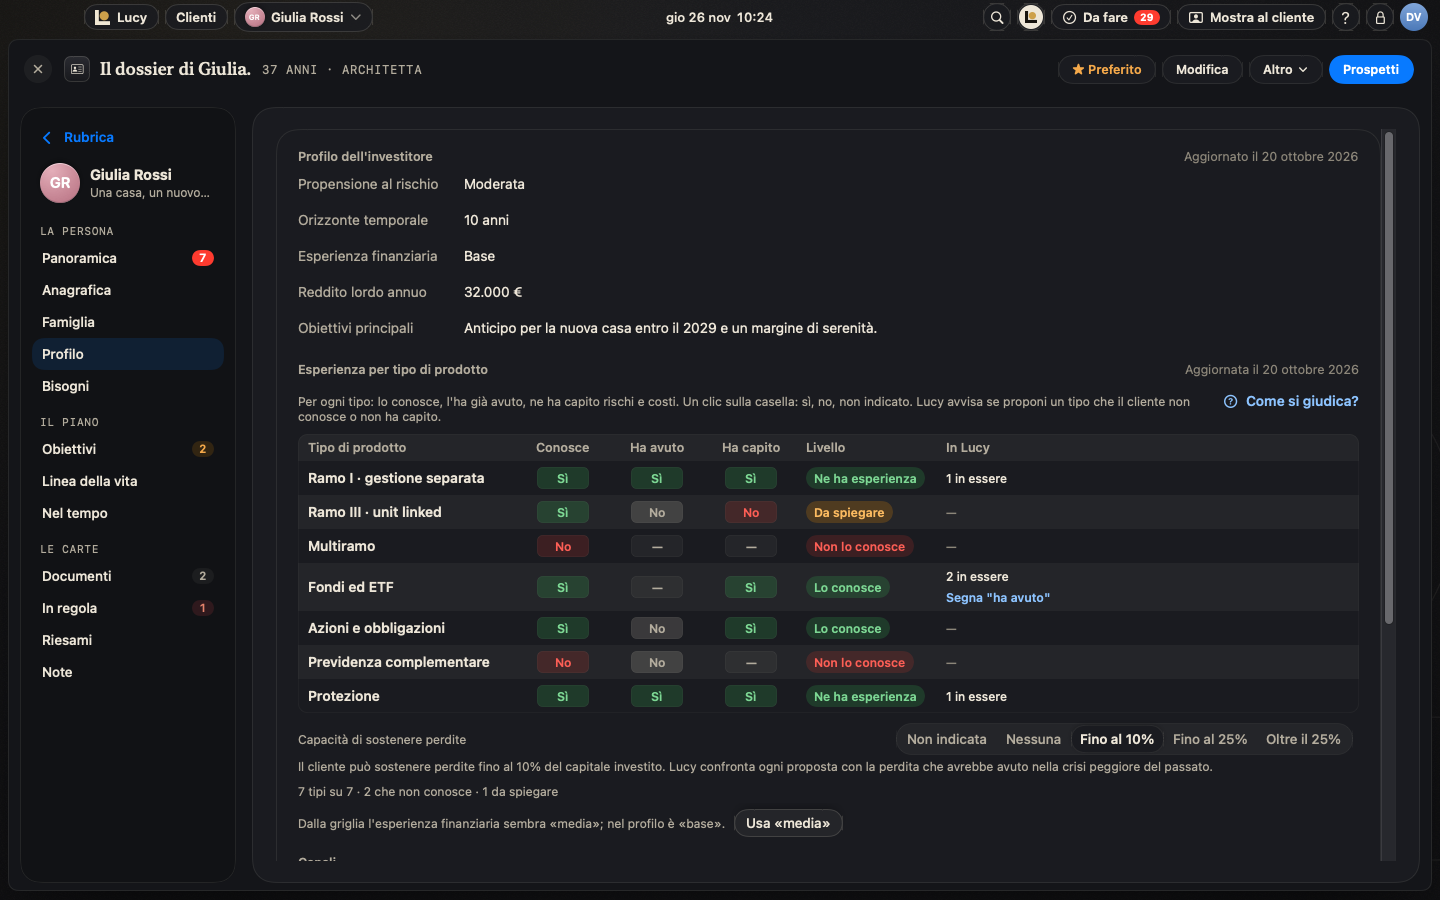 Lucy
Clienti
GR Giulia Rossi
gio 26 nov 10:24
Da fare 29
Mostra al cliente
?
DV
Il dossier di Giulia.
37 ANNI · ARCHITETTA
Preferito
Modifica
Altro
Prospetti
Rubrica
GR
Giulia Rossi
Una casa, un nuovo...
LA PERSONA
Panoramica 7
Anagrafica
Famiglia
Profilo
Bisogni
IL PIANO
Obiettivi 2
Linea della vita
Nel tempo
LE CARTE
Documenti 2
In regola 1
Riesami
Note
Profilo dell'investitore
Aggiornato il 20 ottobre 2026
Propensione al rischio Moderata
Orizzonte temporale 10 anni
Esperienza finanziaria Base
Reddito lordo annuo 32.000 €
Obiettivi principali Anticipo per la nuova casa entro il 2029 e un margine di serenità.
Esperienza per tipo di prodotto
Aggiornata il 20 ottobre 2026
Per ogni tipo: lo conosce, l'ha già avuto, ne ha capito rischi e costi. Un clic sulla casella: sì, no, non indicato. Lucy avvisa se proponi un tipo che il cliente non
conosce o non ha capito.
? Come si giudica?
Tipo di prodotto Conosce Ha avuto Ha capito Livello In Lucy
Ramo I · gestione separata Sì Sì Sì Ne ha esperienza 1 in essere
Ramo III · unit linked Sì No No Da spiegare —
Multiramo No — — Non lo conosce —
Fondi ed ETF Sì — Sì Lo conosce 2 in essere
Segna "ha avuto"
Azioni e obbligazioni Sì No Sì Lo conosce —
Previdenza complementare No No — Non lo conosce —
Protezione Sì Sì Sì Ne ha esperienza 1 in essere
Capacità di sostenere perdite
Non indicata Nessuna Fino al 10% Fino al 25% Oltre il 25%
Il cliente può sostenere perdite fino al 10% del capitale investito. Lucy confronta ogni proposta con la perdita che avrebbe avuto nella crisi peggiore del passato.
7 tipi su 7 · 2 che non conosce · 1 da spiegare
Dalla griglia l'esperienza finanziaria sembra «media»; nel profilo è «base».
Usa «media»